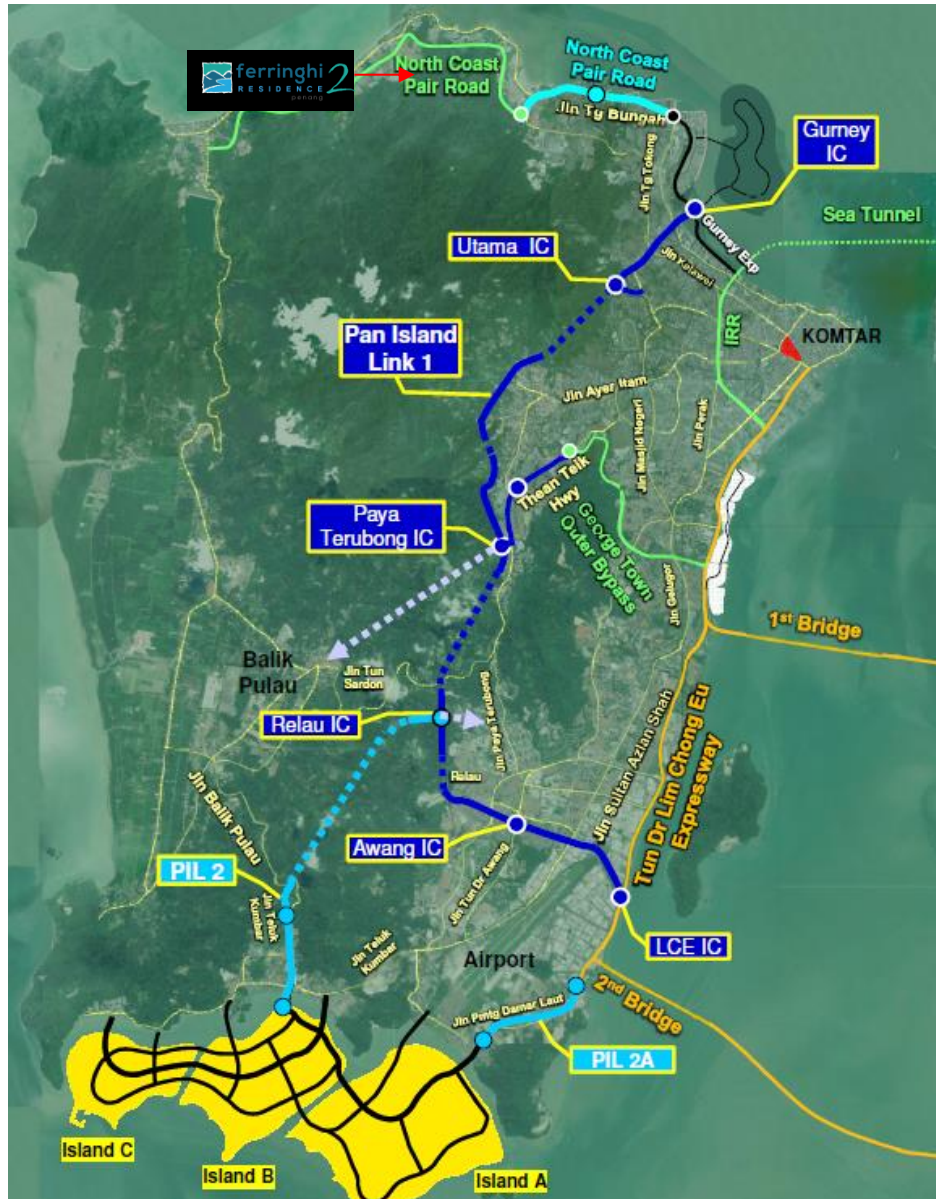 ferringhi 2
RESIDENCE
penang
North Coast
Pair Road
North Coast
Pair Road
Jln Tg Bungah
Gurney
IC
Jln Tg Tokong
Sea Tunnel
Gurney Exp
Utama IC
Jln Kelawei
IRR
KOMTAR
Pan Island
Link 1
Jln Ayer Itam
Jln Masjid Negeri
Jln Perak
Thean Teik
Hwy
Paya
Terubong IC
George Town
Outer Bypass
Jln Gelugor
1st Bridge
Balik
Pulau
Jln Tun
Sardon
Relau IC
Jln Paya Terubong
Relau
Jln Sultan Azlan Shah
Tun Dr Lim Chong Eu
Expressway
Jln Balik Pulau
Awang IC
PIL 2
Jln Tun Dr Awang
Jln Teluk
Kumbar
LCE IC
Jln Teluk
Kumbar
Airport
2nd Bridge
Jln Pmtg Damar Laut
PIL 2A
Island C
Island B
Island A